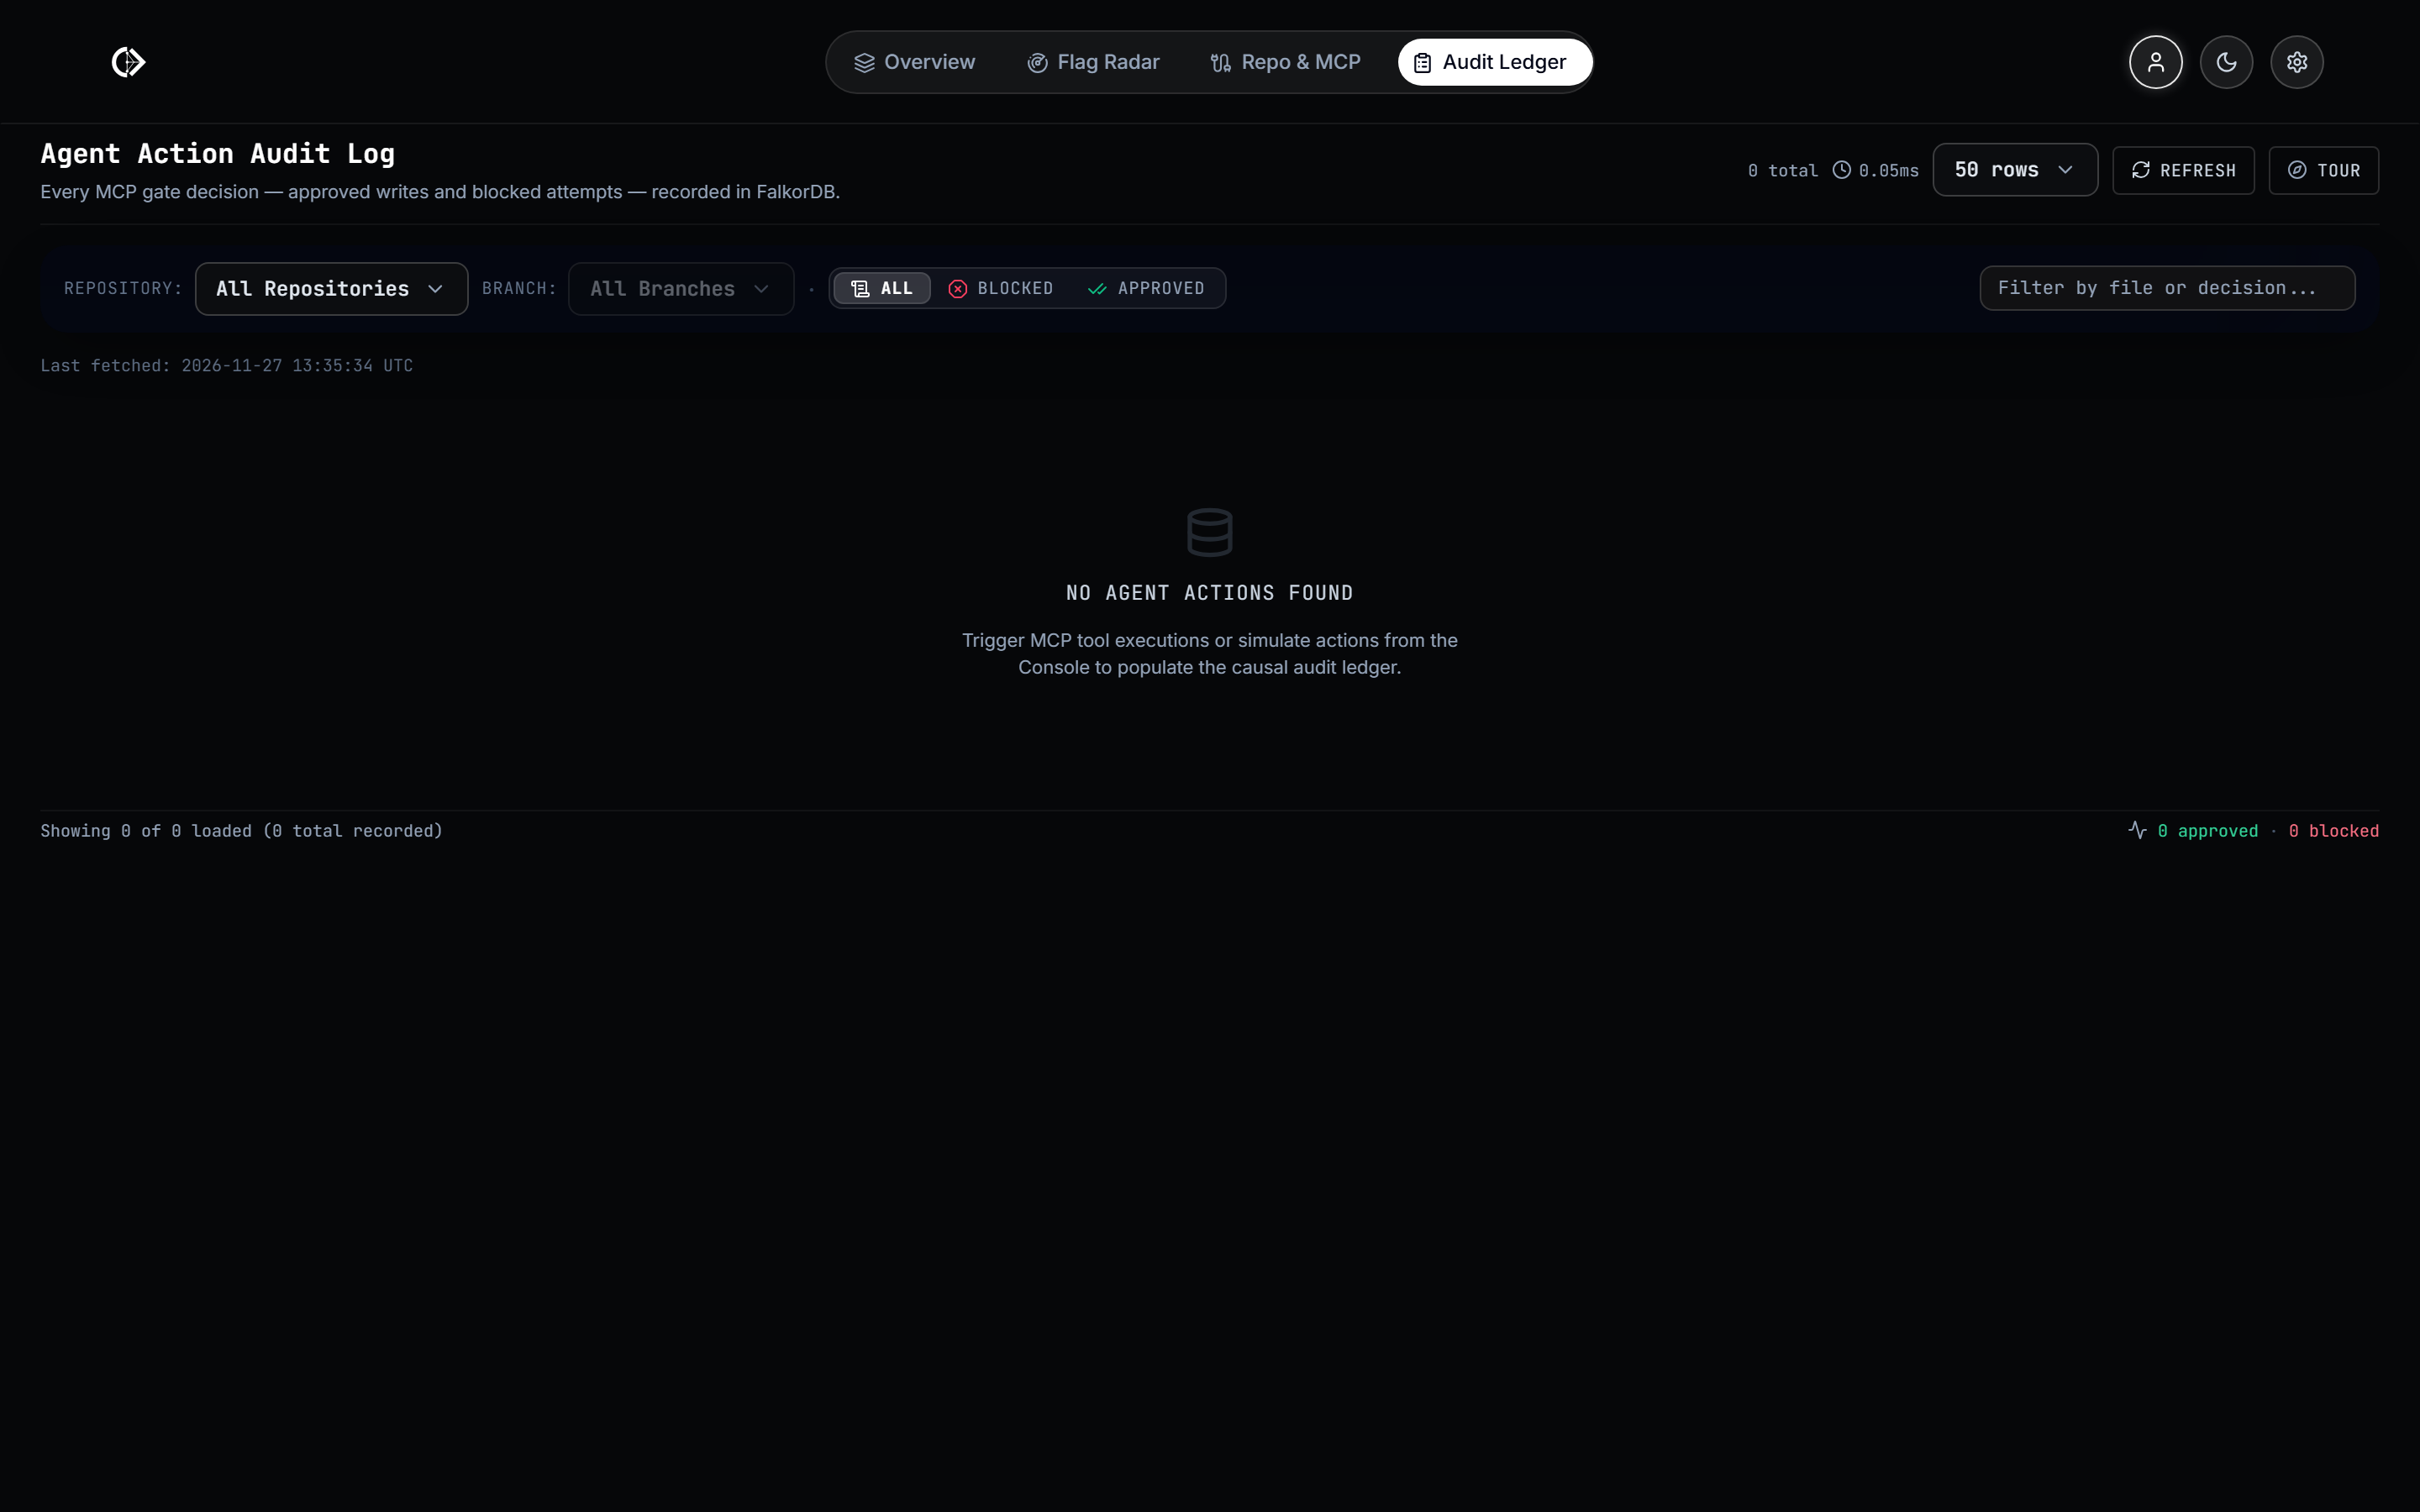 Overview
Flag Radar
Repo & MCP
Audit Ledger
Agent Action Audit Log
Every MCP gate decision — approved writes and blocked attempts — recorded in FalkorDB.
0 total
0.05ms
50 rows
REFRESH
TOUR
REPOSITORY:
All Repositories
BRANCH:
All Branches
·
ALL
BLOCKED
APPROVED
Filter by file or decision...
Last fetched: 2026-11-27 13:35:34 UTC
NO AGENT ACTIONS FOUND
Trigger MCP tool executions or simulate actions from the
Console to populate the causal audit ledger.
Showing 0 of 0 loaded (0 total recorded)
0 approved · 0 blocked